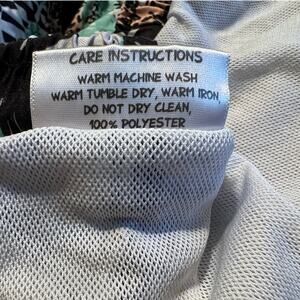 CARE INSTRUCTIONS
WARM MACHINE WASH
WARM TUMBLE DRY, WARM IRON,
DO NOT DRY CLEAN,
100% POLYESTER